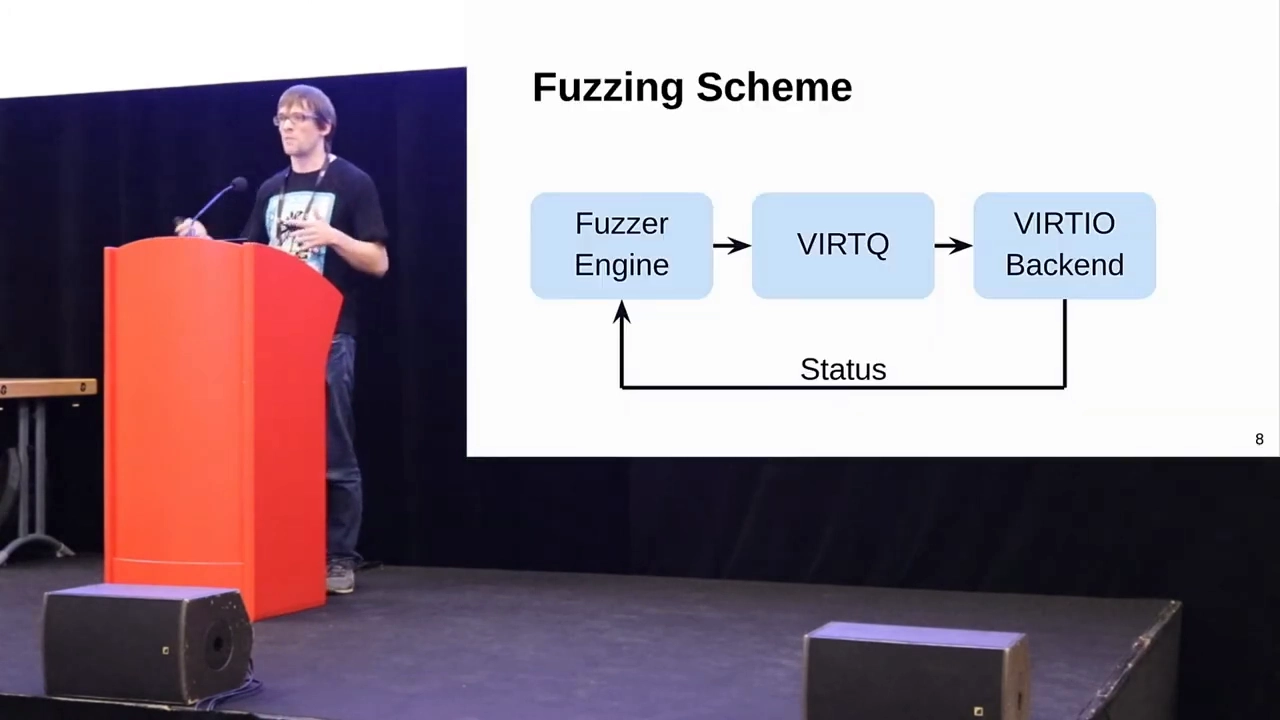 Fuzzing Scheme
Fuzzer
Engine
VIRTQ
VIRTIO
Backend
Status
8